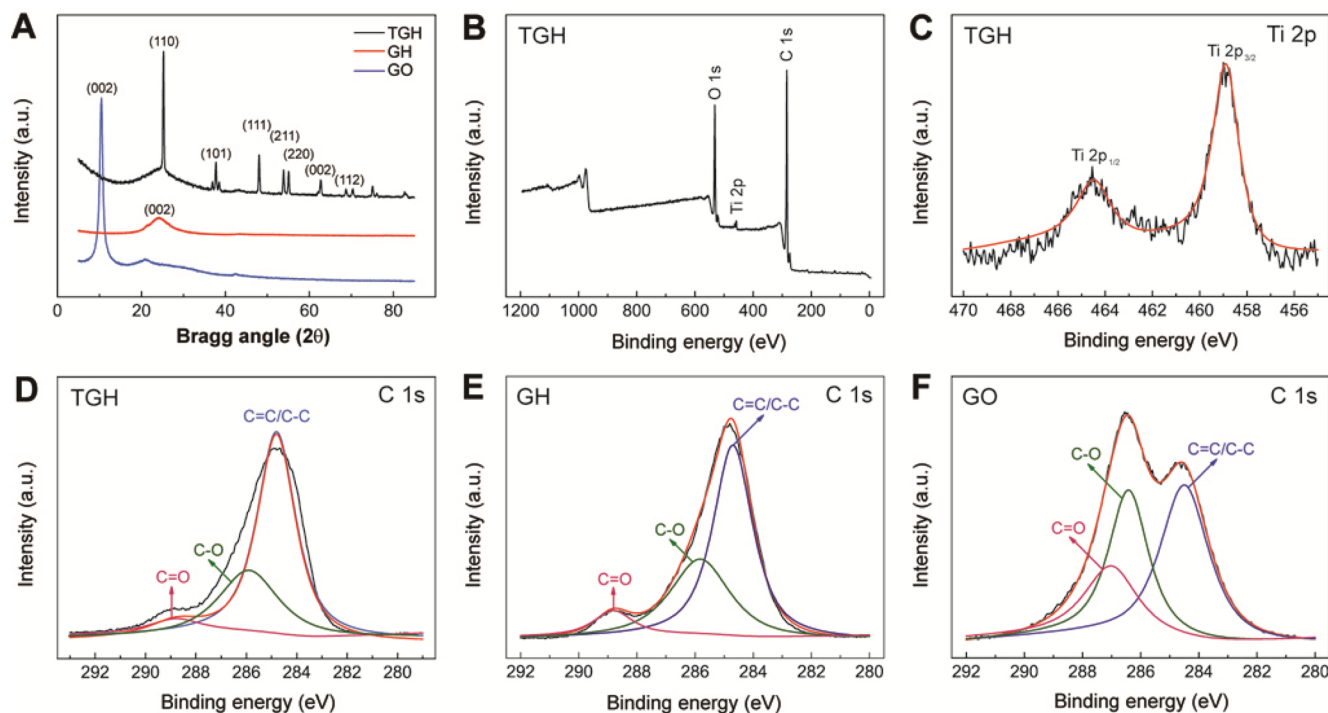 A
(110)
TGH
GH
GO
(002)
(111)
(211)
(101)
(220)
(002)
(112)
(002)
Intensity (a.u.)
0 20 40 60 80
Bragg angle (2θ)
B
TGH
C 1s
O 1s
Ti 2p
Intensity (a.u.)
1200 1000 800 600 400 200 0
Binding energy (eV)
C
TGH
Ti 2p
Ti 2p3/2
Ti 2p1/2
Intensity (a.u.)
470 468 466 464 462 460 458 456
Binding energy (eV)
D
TGH
C 1s
C=C/C-C
C-O
C=O
Intensity (a.u.)
292 290 288 286 284 282 280
Binding energy (eV)
E
GH
C 1s
C=C/C-C
C-O
C=O
Intensity (a.u.)
292 290 288 286 284 282 280
Binding energy (eV)
F
GO
C 1s
C-O
C=C/C-C
C=O
Intensity (a.u.)
292 290 288 286 284 282 280
Binding energy (eV)